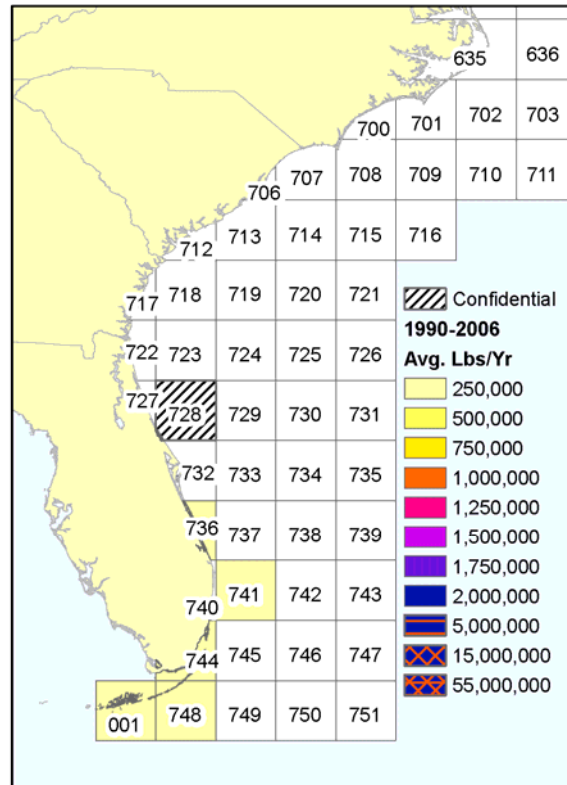 635 636
700 701 702 703
706 707 708 709 710 711
712 713 714 715 716
717 718 719 720 721
722 723 724 725 726
727 728 729 730 731
732 733 734 735
736 737 738 739
740 741 742 743
744 745 746 747
001 748 749 750 751
Confidential
1990-2006
Avg. Lbs/Yr
250,000
500,000
750,000
1,000,000
1,250,000
1,500,000
1,750,000
2,000,000
5,000,000
15,000,000
55,000,000